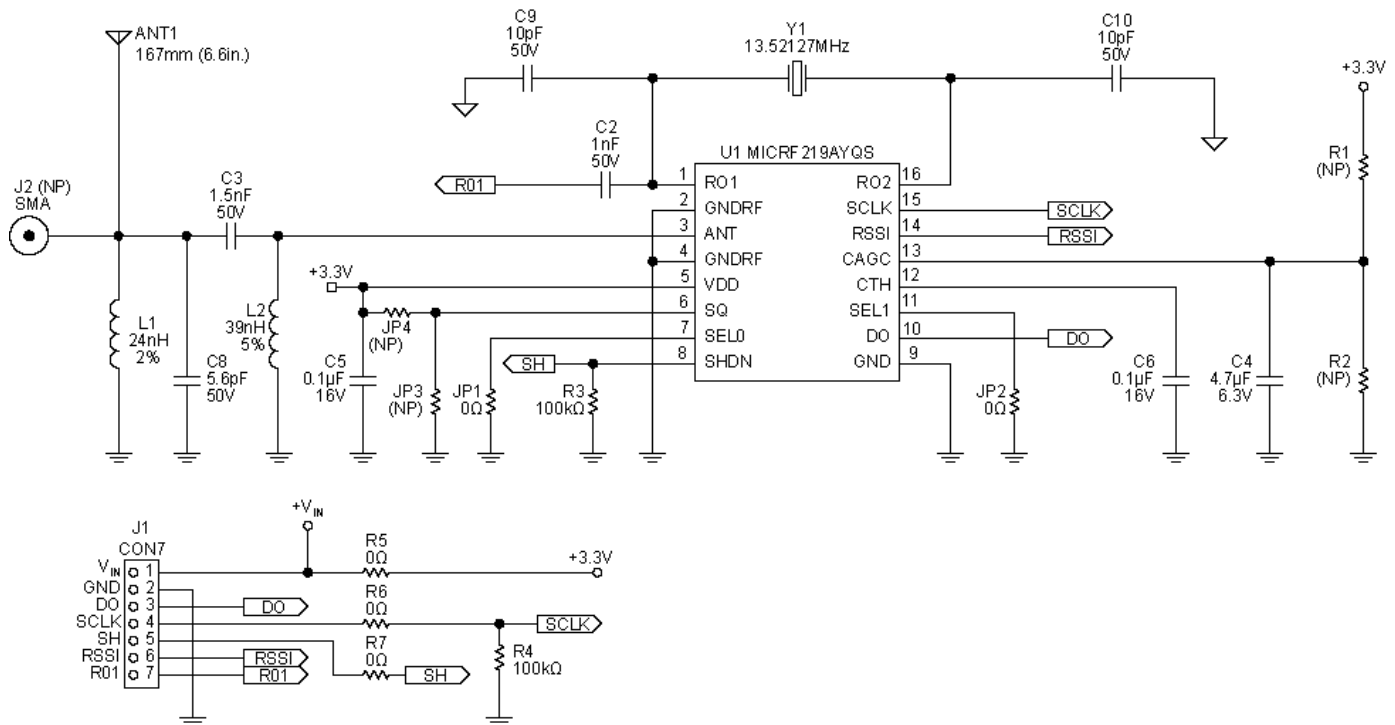 ANT1
167mm (6.6in.)
C9
10pF
50V
Y1
13.52127MHz
C10
10pF
50V
+3.3V
C2
1nF
50V
R01
U1 MICRF219AYQS
R1
(NP)
J2 (NP)
SMA
C3
1.5nF
50V
1 RO1
2 GNDRF
3 ANT
4 GNDRF
5 VDD
6 SQ
7 SEL0
8 SHDN
RO2 16
SCLK 15
RSSI 14
CAGC 13
CTH 12
SEL1 11
DO 10
GND 9
SCLK
RSSI
DO
+3.3V
JP4
(NP)
SH
L1
24nH
2%
C8
5.6pF
50V
L2
39nH
5%
C5
0.1µF
16V
JP3
(NP)
JP1
0Ω
R3
100kΩ
JP2
0Ω
C6
0.1µF
16V
C4
4.7µF
6.3V
R2
(NP)
+VIN
J1
CON7
VIN 1
GND 2
DO 3
SCLK 4
SH 5
RSSI 6
R01 7
R5
0Ω
+3.3V
DO
R6
0Ω
SCLK
R7
0Ω
SH
R4
100kΩ
RSSI
R01